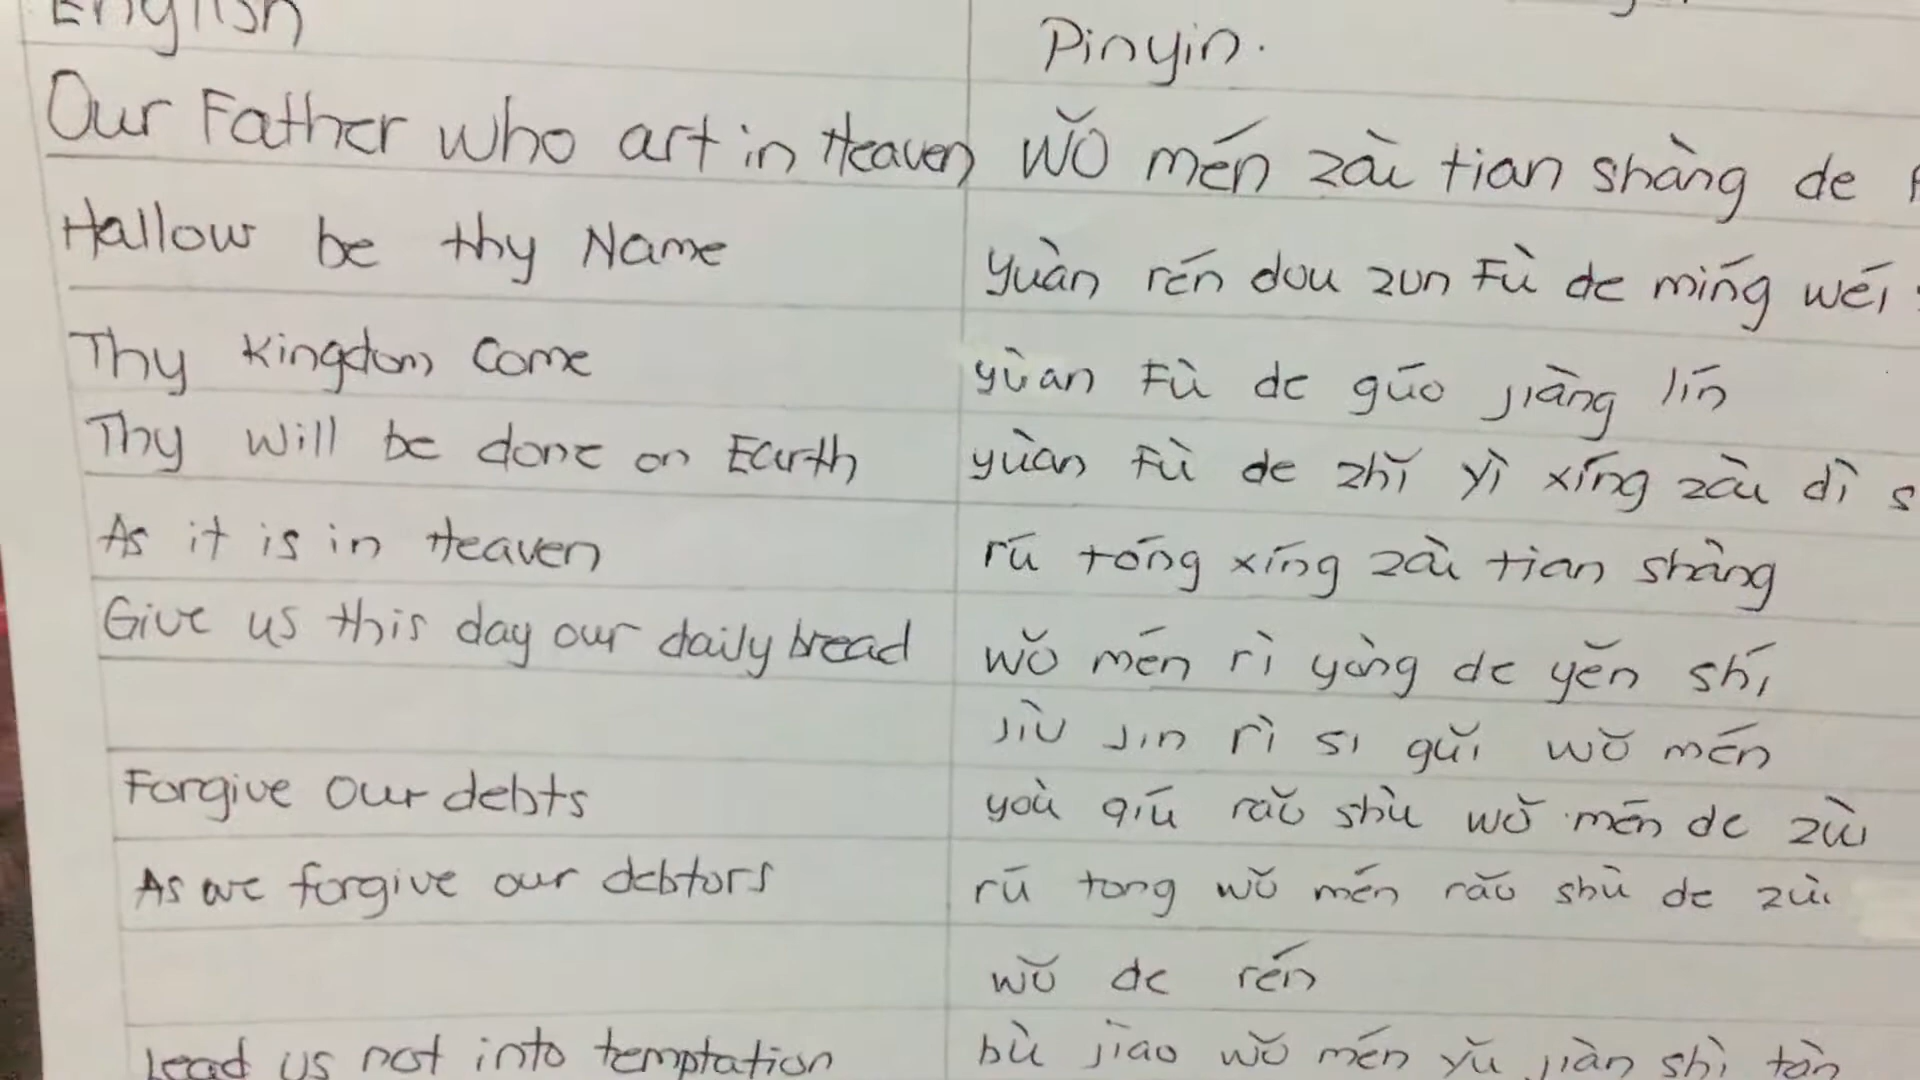 English Pinyin.
Our Father who art in Heaven wǒ mén zài tian shàng de
Hallow be thy Name yuàn rén dou zun Fù de míng wéi
Thy Kingdom Come yùan Fù de gúo jiàng lín
Thy will be done on Earth yùan Fù de zhǐ yì xíng zài dì
As it is in Heaven rú tóng xíng zài tian shàng
Give us this day our daily bread wǒ mén rì yàng de yěn shí
jìu jin rì si gǔi wǒ mén
Forgive our debts yoù qiú raǒ shù wǒ mén de zùi
As we forgive our debtors rú tong wǒ mén rǎo shù de zùi
wǒ de rén
Lead us not into temptation bù jiao wǒ mén yǔ jiàn shì tàn